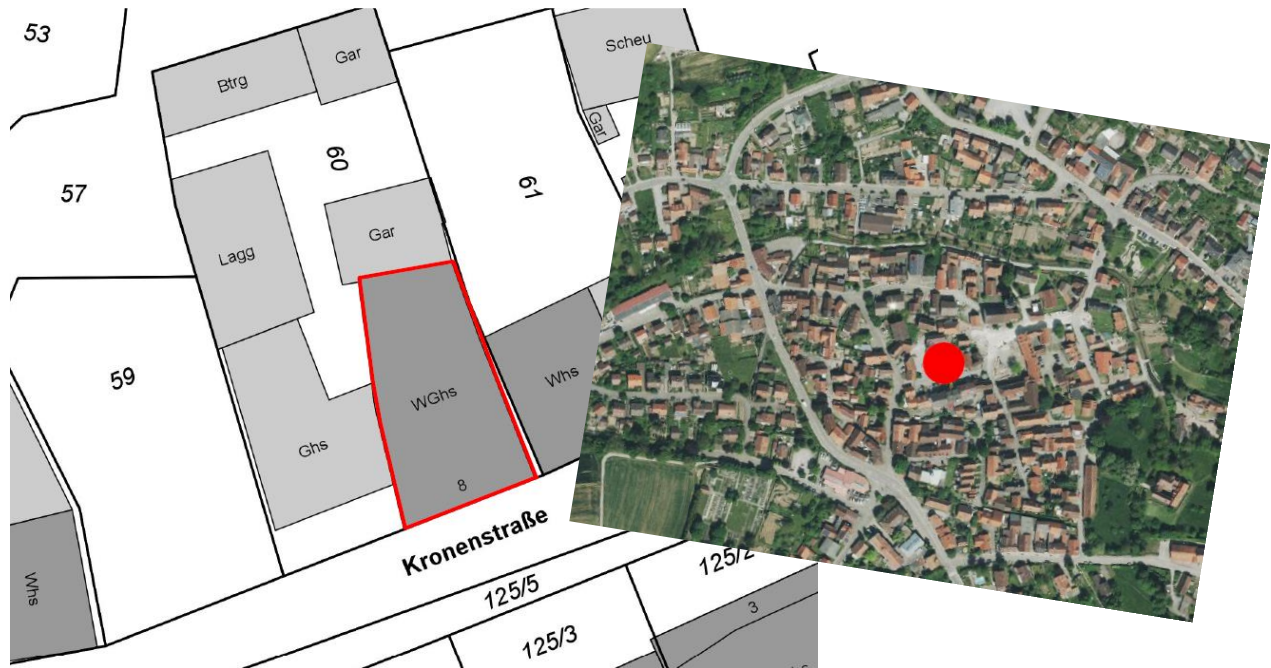 53
Btrg
Gar
Scheu
Gar
60
61
57
Gar
Lagg
59
Whs
WGhs
Ghs
8
Kronenstraße
Whs
125/5
125/2
3
125/3